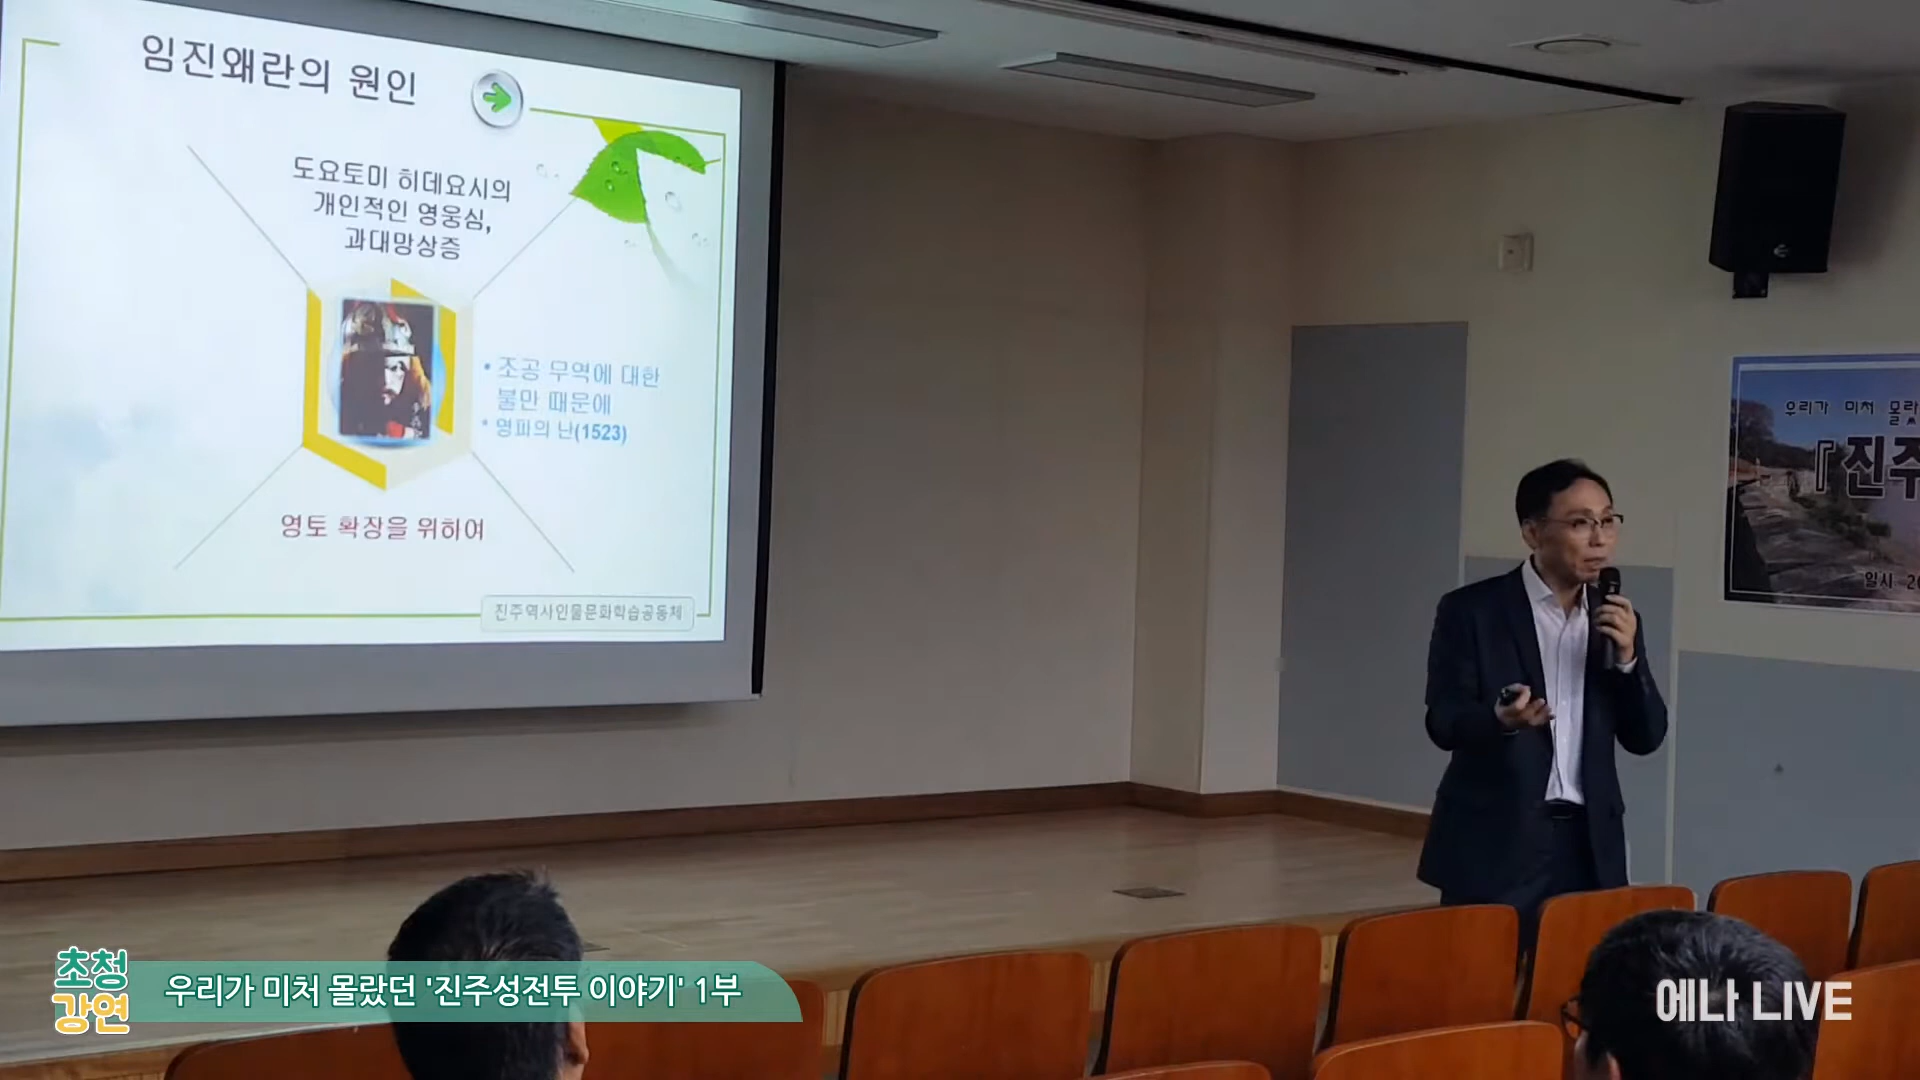 임진왜란의 원인
도요토미 히데요시의
개인적인 영웅심,
과대망상증
• 조공 무역에 대한
불만 때문에
• 영파의 난(1523)
영토 확장을 위하여
진주역사인물문화학습공동체
우리가 미처 몰랐
『진주
일시
초청
강연
우리가 미처 몰랐던 '진주성전투 이야기' 1부
에나 LIVE